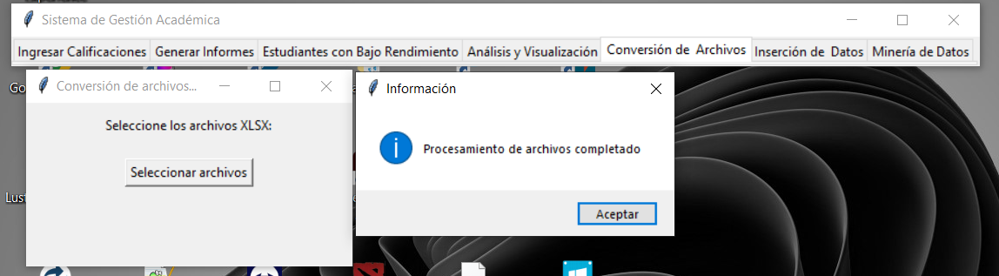 Sistema de Gestión Académica
Ingresar Calificaciones Generar Informes Estudiantes con Bajo Rendimiento Análisis y Visualización Conversión de Archivos Inserción de Datos Minería de Datos
Go
Conversión de archivos...
Información
Seleccione los archivos XLSX:
Procesamiento de archivos completado
Seleccionar archivos
Lust
Aceptar